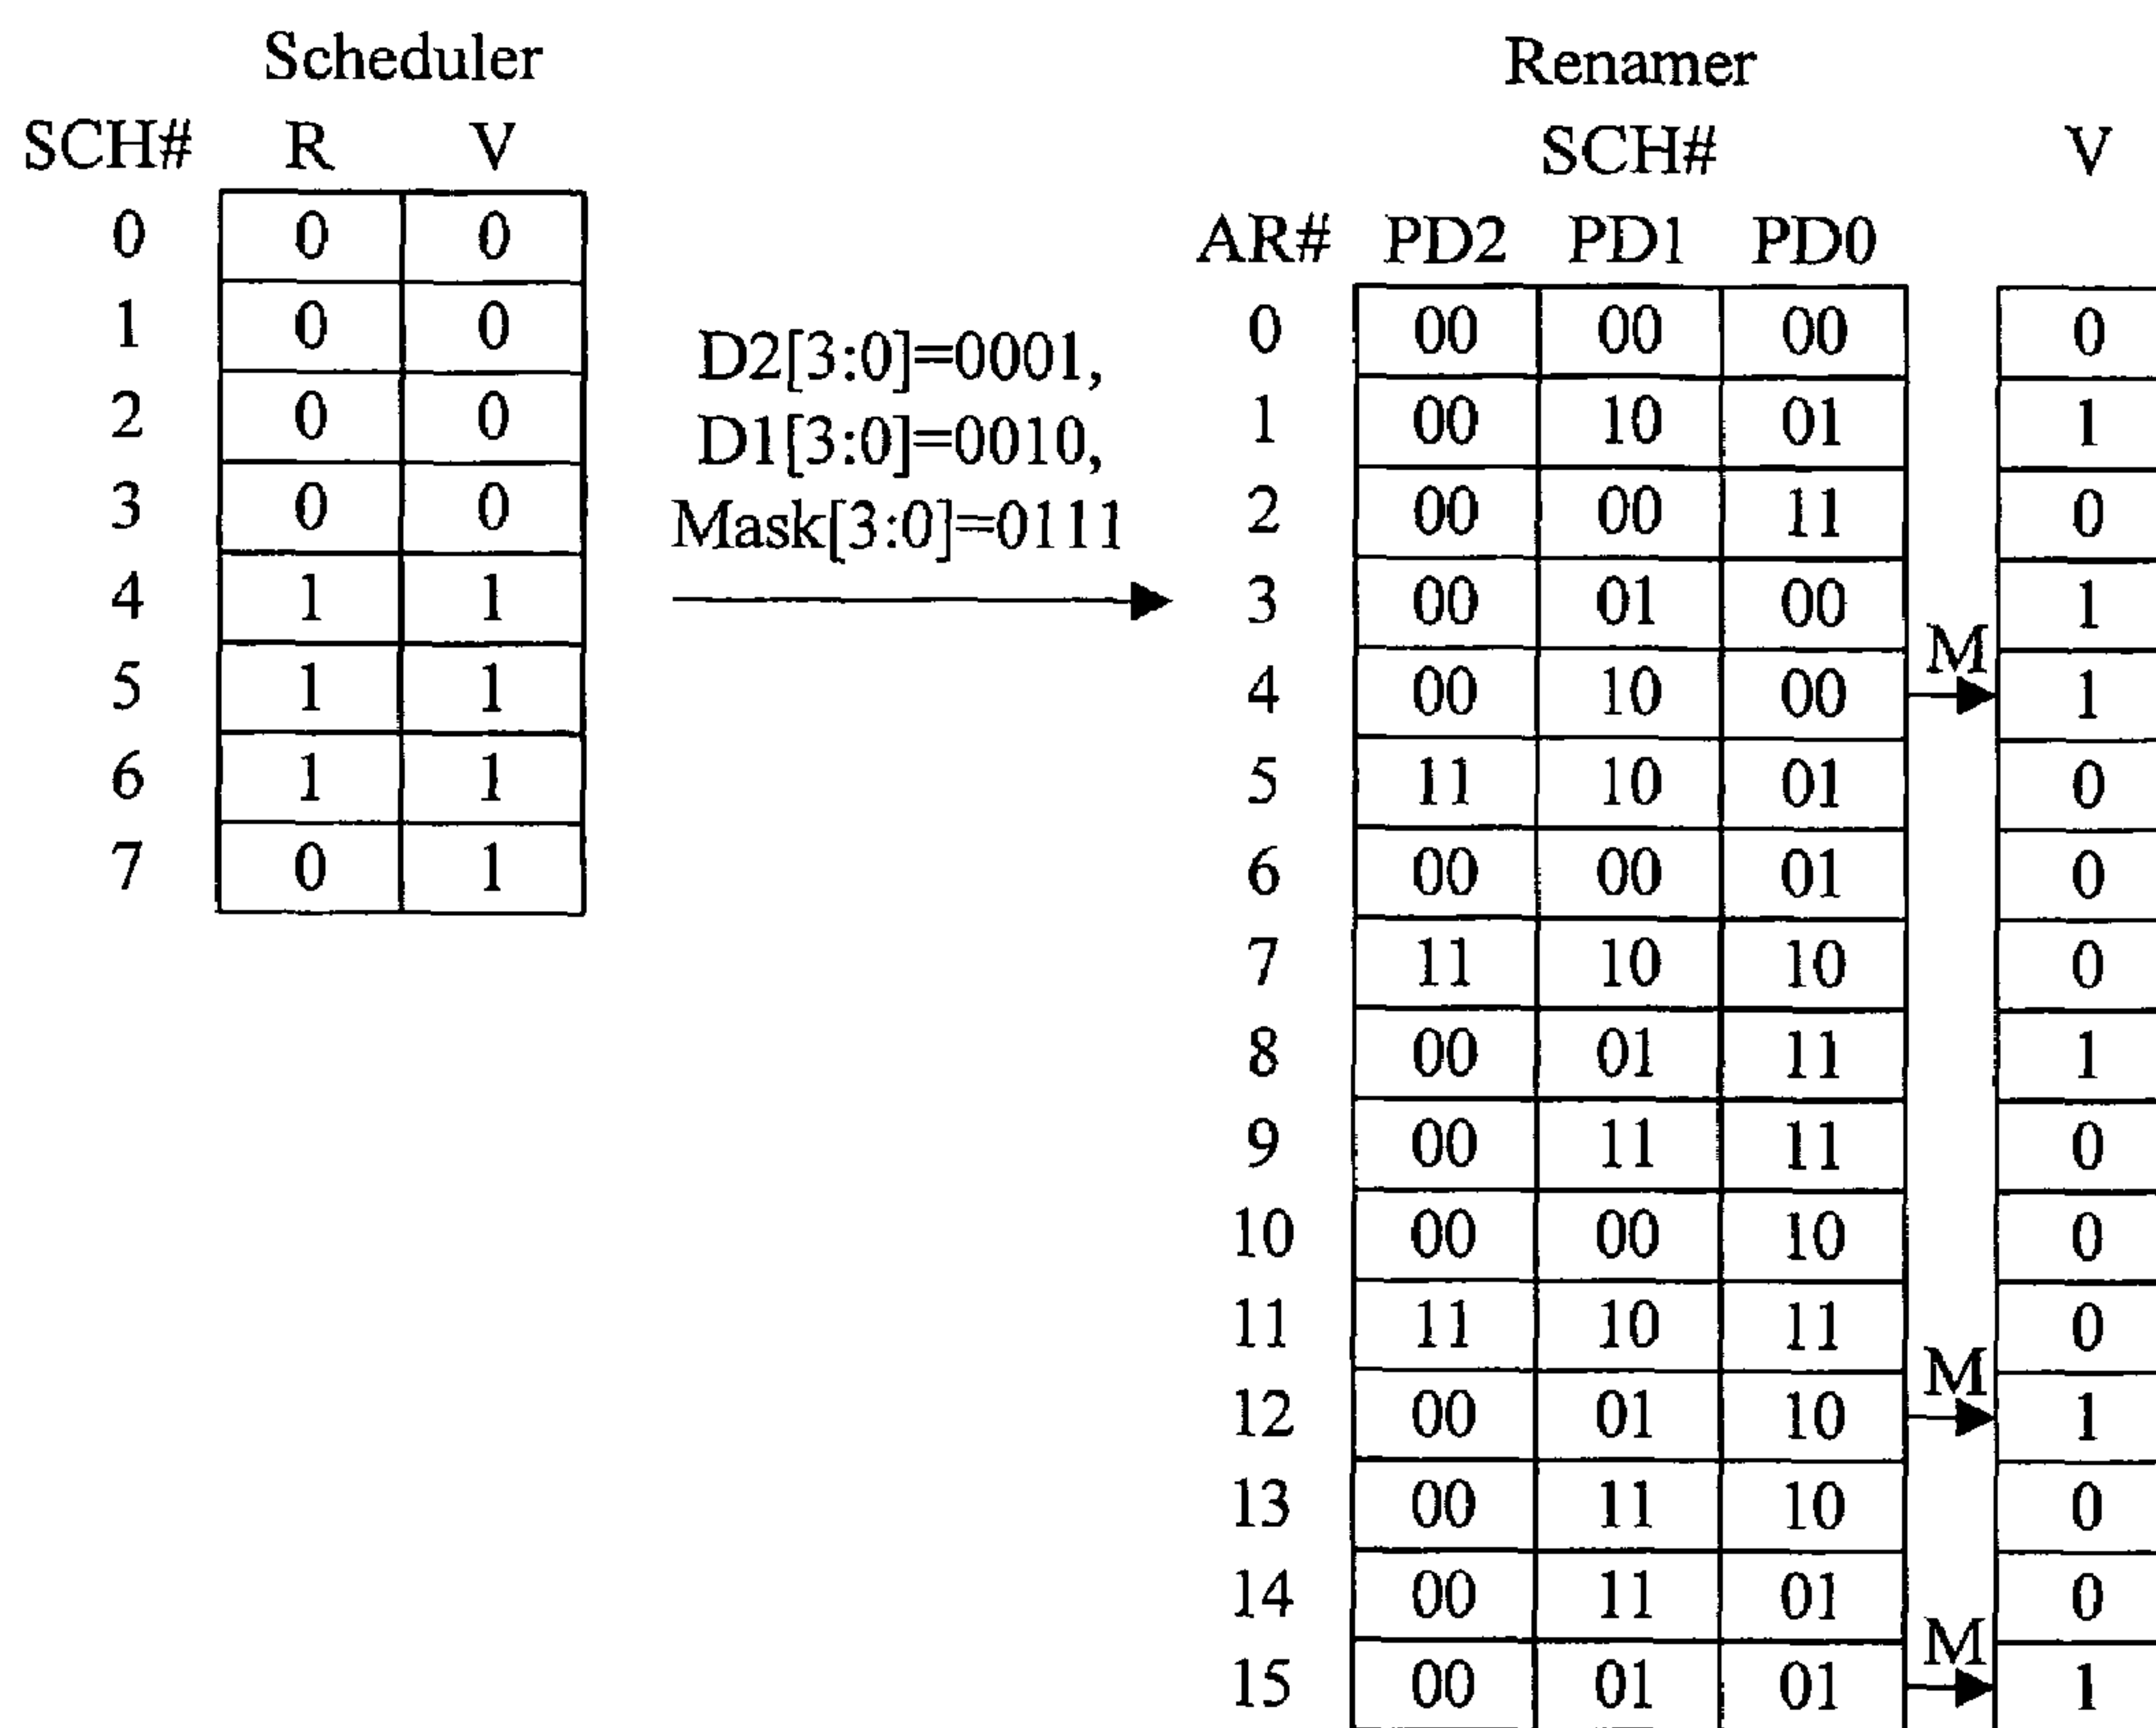 Scheduler
SCH# R V
0 0 0
1 0 0
2 0 0
3 0 0
4 1 1
5 1 1
6 1 1
7 0 1
D2[3:0]=0001,
D1[3:0]=0010,
Mask[3:0]=0111
Renamer
SCH# V
AR# PD2 PD1 PD0
0 00 00 00 0
1 00 10 01 1
2 00 00 11 0
3 00 01 00 1
4 00 10 00 M 1
5 11 10 01 0
6 00 00 01 0
7 11 10 10 0
8 00 01 11 1
9 00 11 11 0
10 00 00 10 0
11 11 10 11 0
12 00 01 10 M 1
13 00 11 10 0
14 00 11 01 0
15 00 01 01 M 1